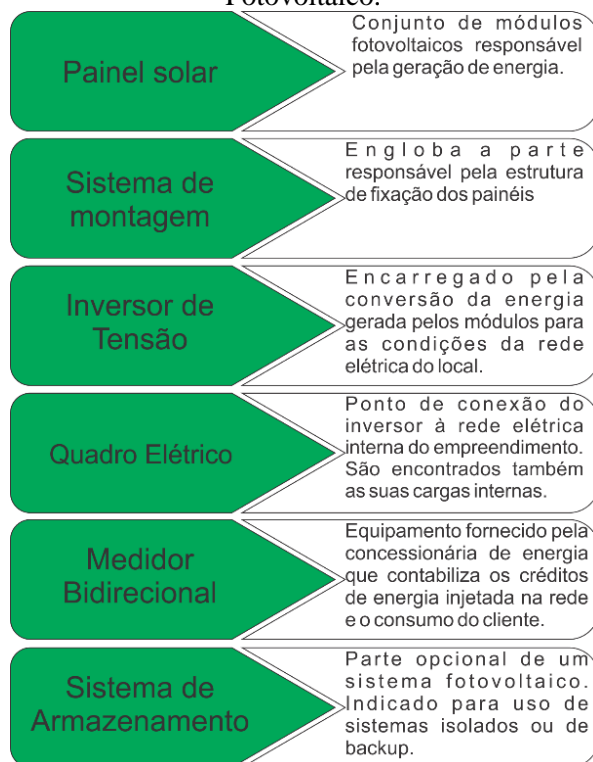 Fotovoltaico.
Painel solar
Conjunto de módulos
fotovoltaicos responsável
pela geração de energia.
Sistema de
montagem
Engloba a parte
responsável pela estrutura
de fixação dos painéis
Inversor de
Tensão
Encarregado pela
conversão da energia
gerada pelos módulos para
as condições da rede
elétrica do local.
Quadro Elétrico
Ponto de conexão do
inversor à rede elétrica
interna do empreendimento.
São encontrados também
as suas cargas internas.
Medidor
Bidirecional
Equipamento fornecido pela
concessionária de energia
que contabiliza os créditos
de energia injetada na rede
e o consumo do cliente.
Sistema de
Armazenamento
Parte opcional de um
sistema fotovoltaico.
Indicado para uso de
sistemas isolados ou de
backup.